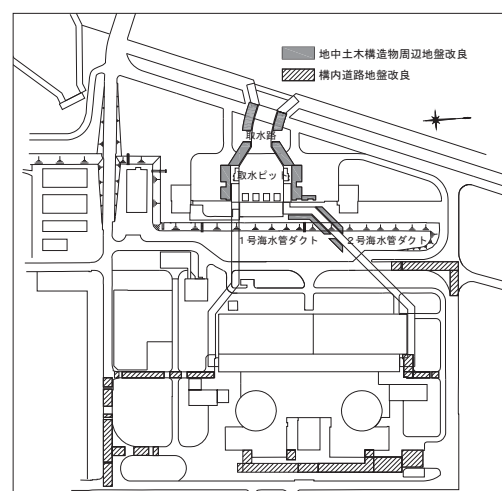 地中土木構造物周辺地盤改良
構内道路地盤改良
取水路
取水ピット
1号海水管ダクト
2号海水管ダクト